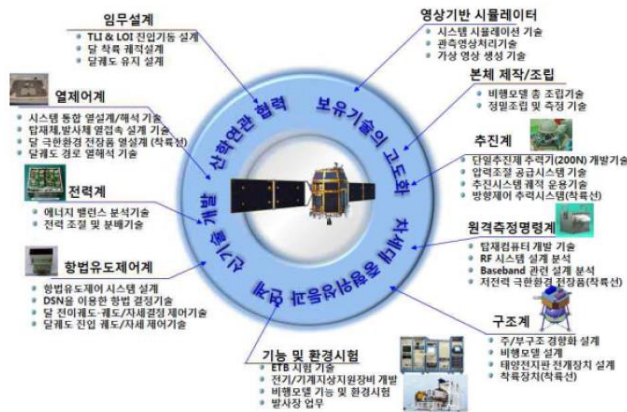 임무설계
TLI & LOI 진입기동 설계
달 착륙 궤적설계
달궤도 유지 설계
영상기반 시뮬레이터
시스템 시뮬레이션 기술
관측영상처리기술
가상 영상 생성 기술
본체 제작/조립
비행모델 총 조립기술
정밀조립 및 측정 기술
열제어계
시스템 통합 열설계/해석 기술
탑재체,발사체 열접속 설계 기술
달 극한환경 전장품 열설계 (착륙선)
달궤도 경로 열해석 기술
추진계
단일추진제 추력기(200N) 개발기술
압력조절 공급시스템 기술
추진시스템 궤적 운용기술
방향제어 추력시스템(착륙선)
전력계
에너지 밸런스 분석기술
전력 조절 및 분배기술
원격측정명령계
탑재컴퓨터 개발 기술
RF 시스템 설계 분석
Baseband 관련 설계 분석
저전력 극한환경 전장품(착륙선)
항법유도제어계
항법유도제어 시스템 설계
DSN을 이용한 항법 결정기술
달 전이궤도·궤도/자세결정 제어기술
달궤도 진입 궤도/자세 제어기술
구조계
주/부구조 경향화 설계
비행모델 설계
태양전지판 전개장치 설계
착륙장치(착륙선)
기능 및 환경시험
ETB 시험 기술
전기/기계지상지원장비 개발
비행모델 기능 및 환경시험
발사장 업무
산학연관 협력
보유기술의 고도화
차세대 중형위성등과 연계
신기술 개발